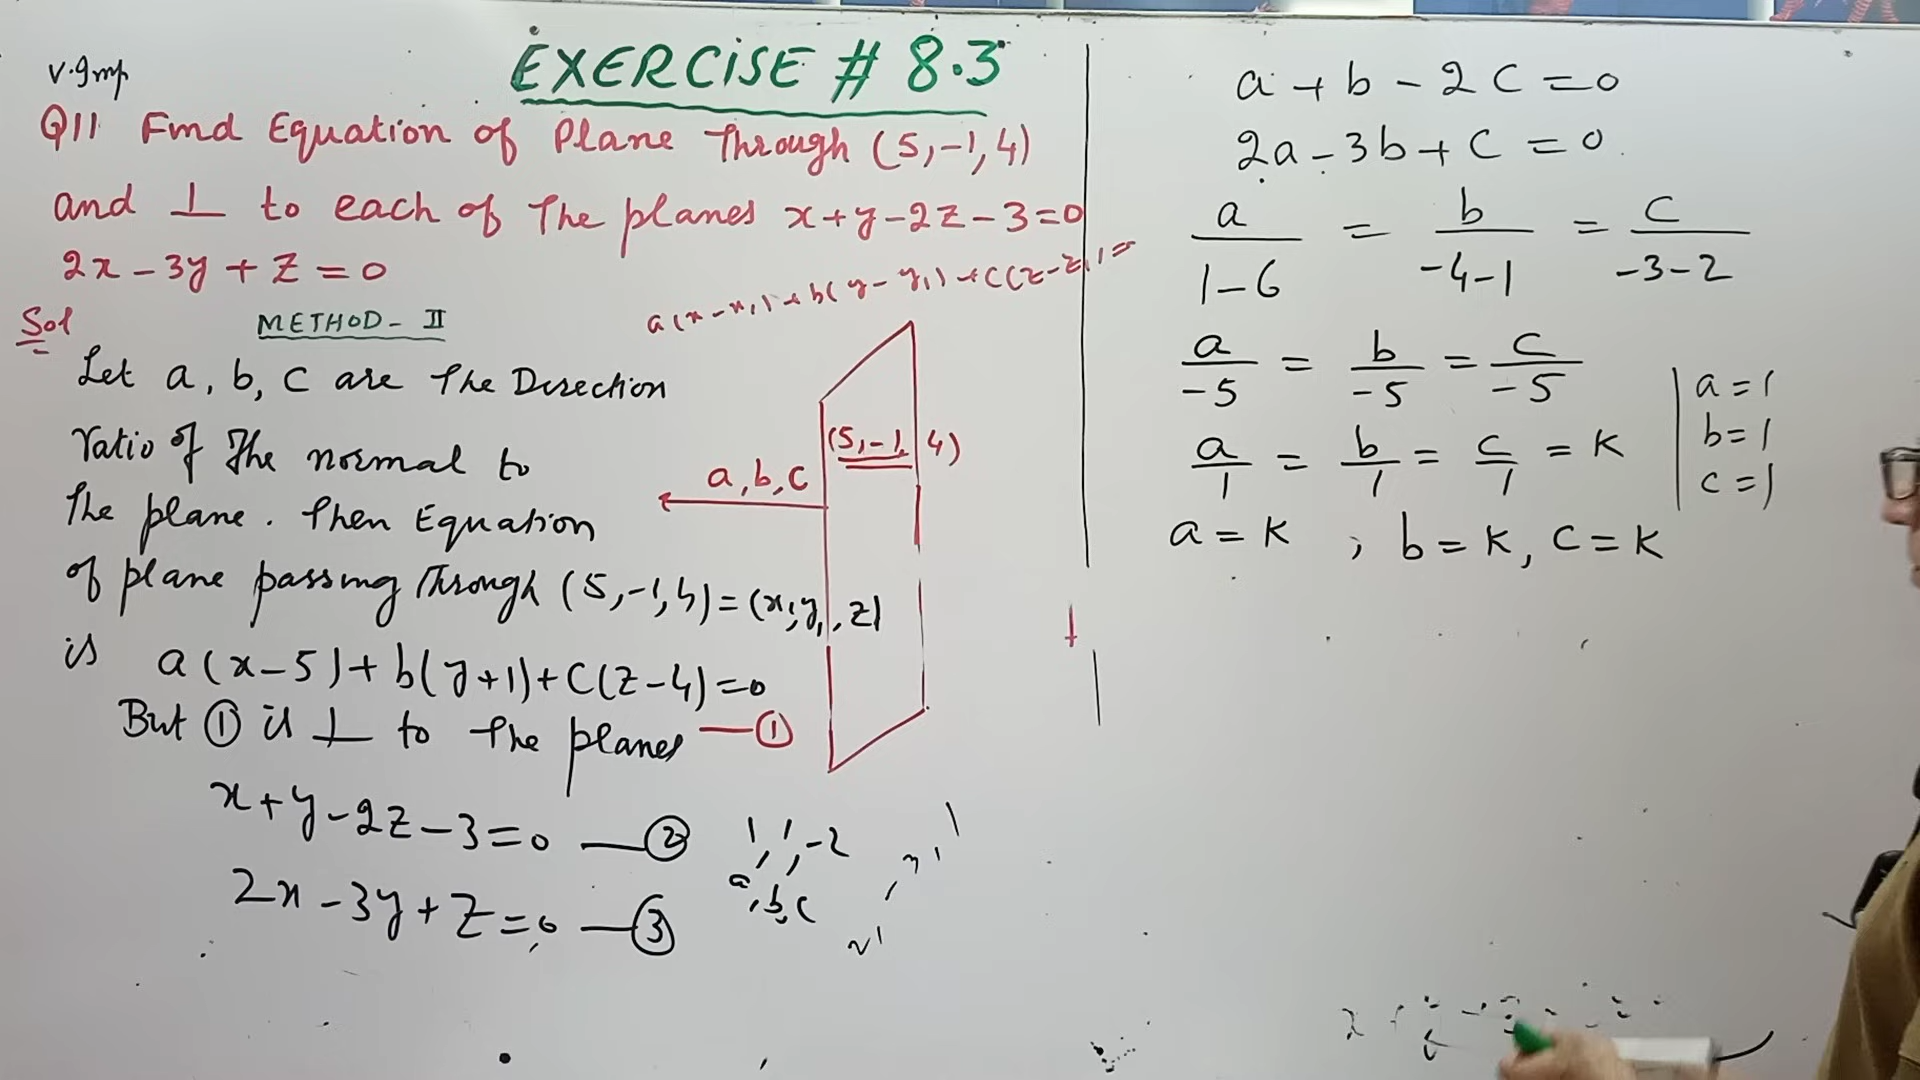 EXERCISE # 8.3
V.Imp
Q11 Find Equation of Plane Through (5,-1,4)
and ⊥ to each of The planes x+y-2z-3=0
2x-3y+z=0
a(x-x₁)+b(y-y₁)+c(z-z₁)=
Sol
METHOD-II
Let a, b, c are The Direction
ratio of The normal to
The plane. Then Equation
of plane passing Through (5,-1,4)=(x,y₁,z)
is a(x-5)+b(y+1)+c(z-4)=0
But ① is ⊥ to the planes —①
x+y-2z-3=0 —②
2x-3y+z=0 —③
a,b,c
(5,-1,4)
1,1,-2
a,b,c
a+b-2c=0
2a-3b+c=0
a/1-6 = b/-4-1 = c/-3-2
a/-5 = b/-5 = c/-5
a/1 = b/1 = c/1 = K
a=K, b=K, c=K
a=1
b=1
c=1